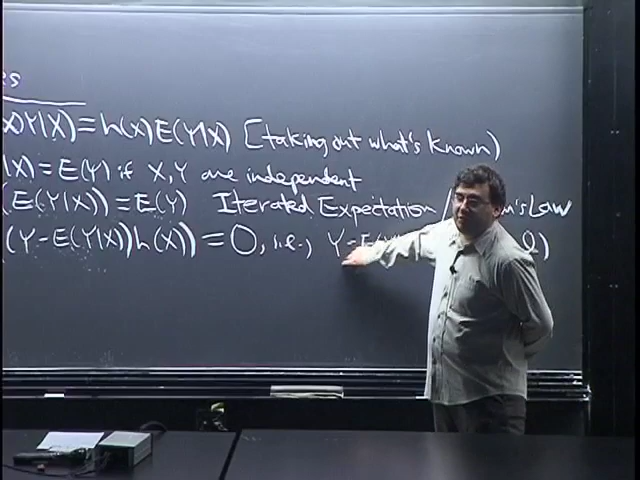 es
X)Y|X)=h(X)E(Y|X) (taking out what's known)
|X)=E(Y) if X,Y are independent
(E(Y|X))=E(Y) Iterated Expectation / 's Law
(Y-E(Y|X))h(X))=0, i.e., Y-E(